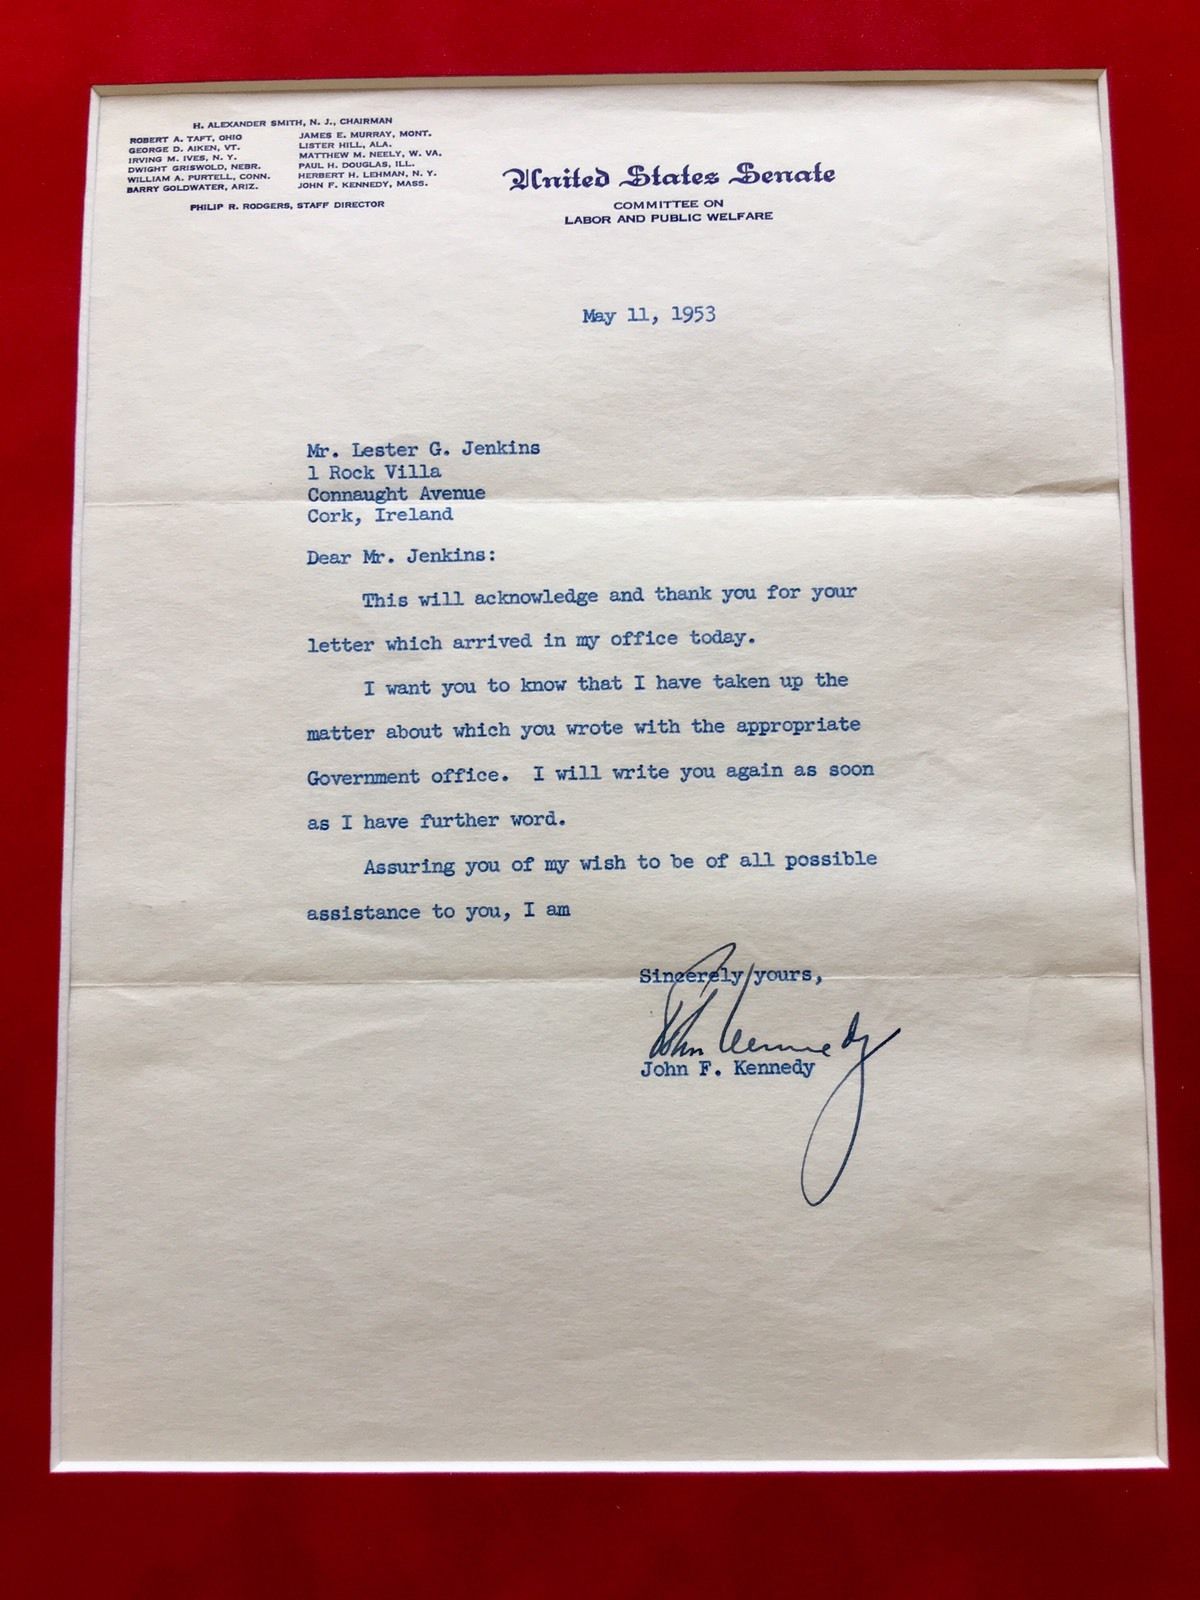 H. ALEXANDER SMITH, N. J., CHAIRMAN
ROBERT A. TAFT, OHIO
GEORGE D. AIKEN, VT.
IRVING M. IVES, N. Y.
DWIGHT GRISWOLD, NEBR.
WILLIAM A. PURTELL, CONN.
BARRY GOLDWATER, ARIZ.
JAMES E. MURRAY, MONT.
LISTER HILL, ALA.
MATTHEW M. NEELY, W. VA.
PAUL H. DOUGLAS, ILL.
HERBERT H. LEHMAN, N. Y.
JOHN F. KENNEDY, MASS.
PHILIP R. RODGERS, STAFF DIRECTOR
United States Senate
COMMITTEE ON
LABOR AND PUBLIC WELFARE
May 11, 1953
Mr. Lester G. Jenkins
1 Rock Villa
Connaught Avenue
Cork, Ireland
Dear Mr. Jenkins:
This will acknowledge and thank you for your
letter which arrived in my office today.
I want you to know that I have taken up the
matter about which you wrote with the appropriate
Government office. I will write you again as soon
as I have further word.
Assuring you of my wish to be of all possible
assistance to you, I am
Sincerely yours,
John Kennedy
John F. Kennedy